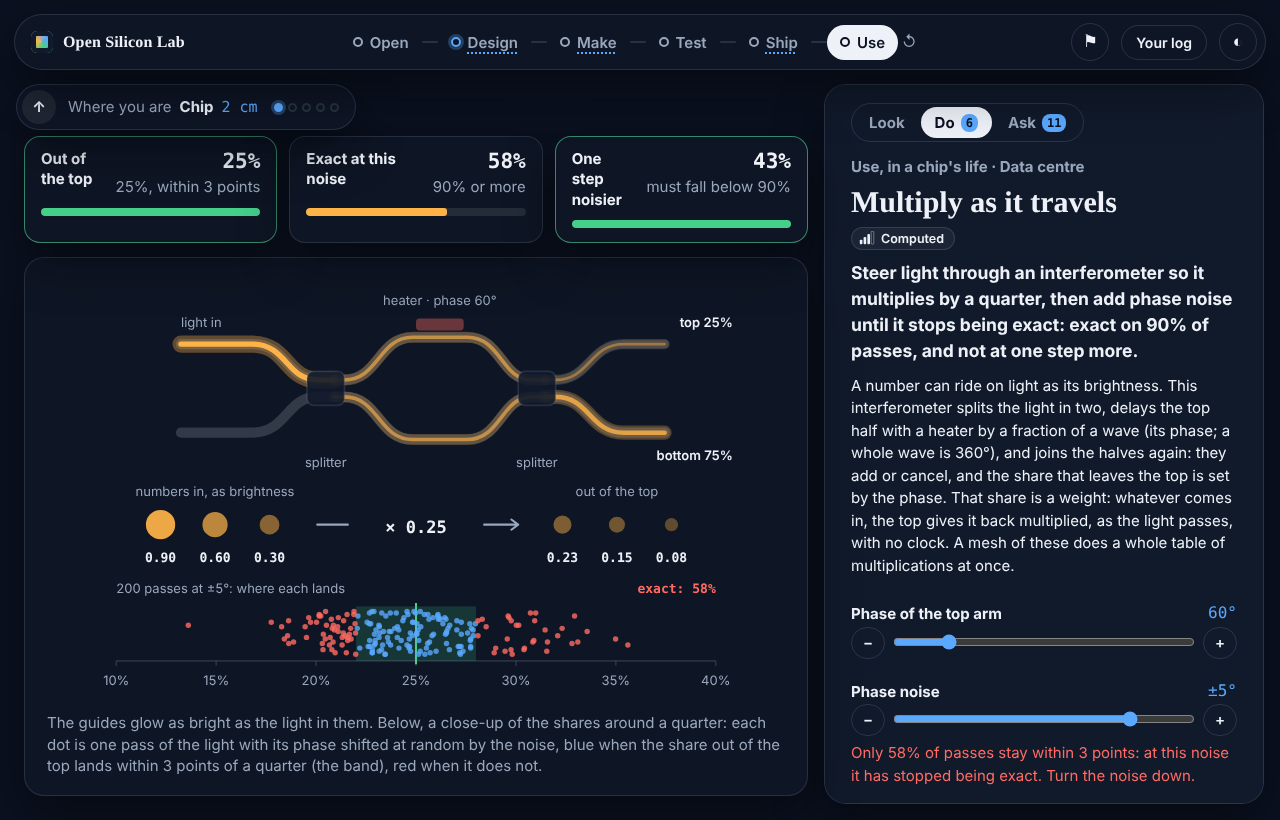 Open Silicon Lab
Open
Design
Make
Test
Ship
Use
Your log
Where you are Chip 2 cm
Out of
the top
25%
25%, within 3 points
Exact at this
noise
58%
90% or more
One
step
noisier
43%
must fall below 90%
heater · phase 60°
light in
top 25%
bottom 75%
splitter
splitter
numbers in, as brightness
out of the top
× 0.25
0.90 0.60 0.30
0.23 0.15 0.08
200 passes at ±5°: where each lands
exact: 58%
10% 15% 20% 25% 30% 35% 40%
The guides glow as bright as the light in them. Below, a close-up of the shares around a quarter: each
dot is one pass of the light with its phase shifted at random by the noise, blue when the share out of the
top lands within 3 points of a quarter (the band), red when it does not.
Look
Do 6
Ask 11
Use, in a chip's life · Data centre
Multiply as it travels
Computed
Steer light through an interferometer so it
multiplies by a quarter, then add phase noise
until it stops being exact: exact on 90% of
passes, and not at one step more.
A number can ride on light as its brightness. This
interferometer splits the light in two, delays the top
half with a heater by a fraction of a wave (its phase; a
whole wave is 360°), and joins the halves again: they
add or cancel, and the share that leaves the top is set
by the phase. That share is a weight: whatever comes
in, the top gives it back multiplied, as the light passes,
with no clock. A mesh of these does a whole table of
multiplications at once.
Phase of the top arm 60°
− +
Phase noise ±5°
− +
Only 58% of passes stay within 3 points: at this noise
it has stopped being exact. Turn the noise down.